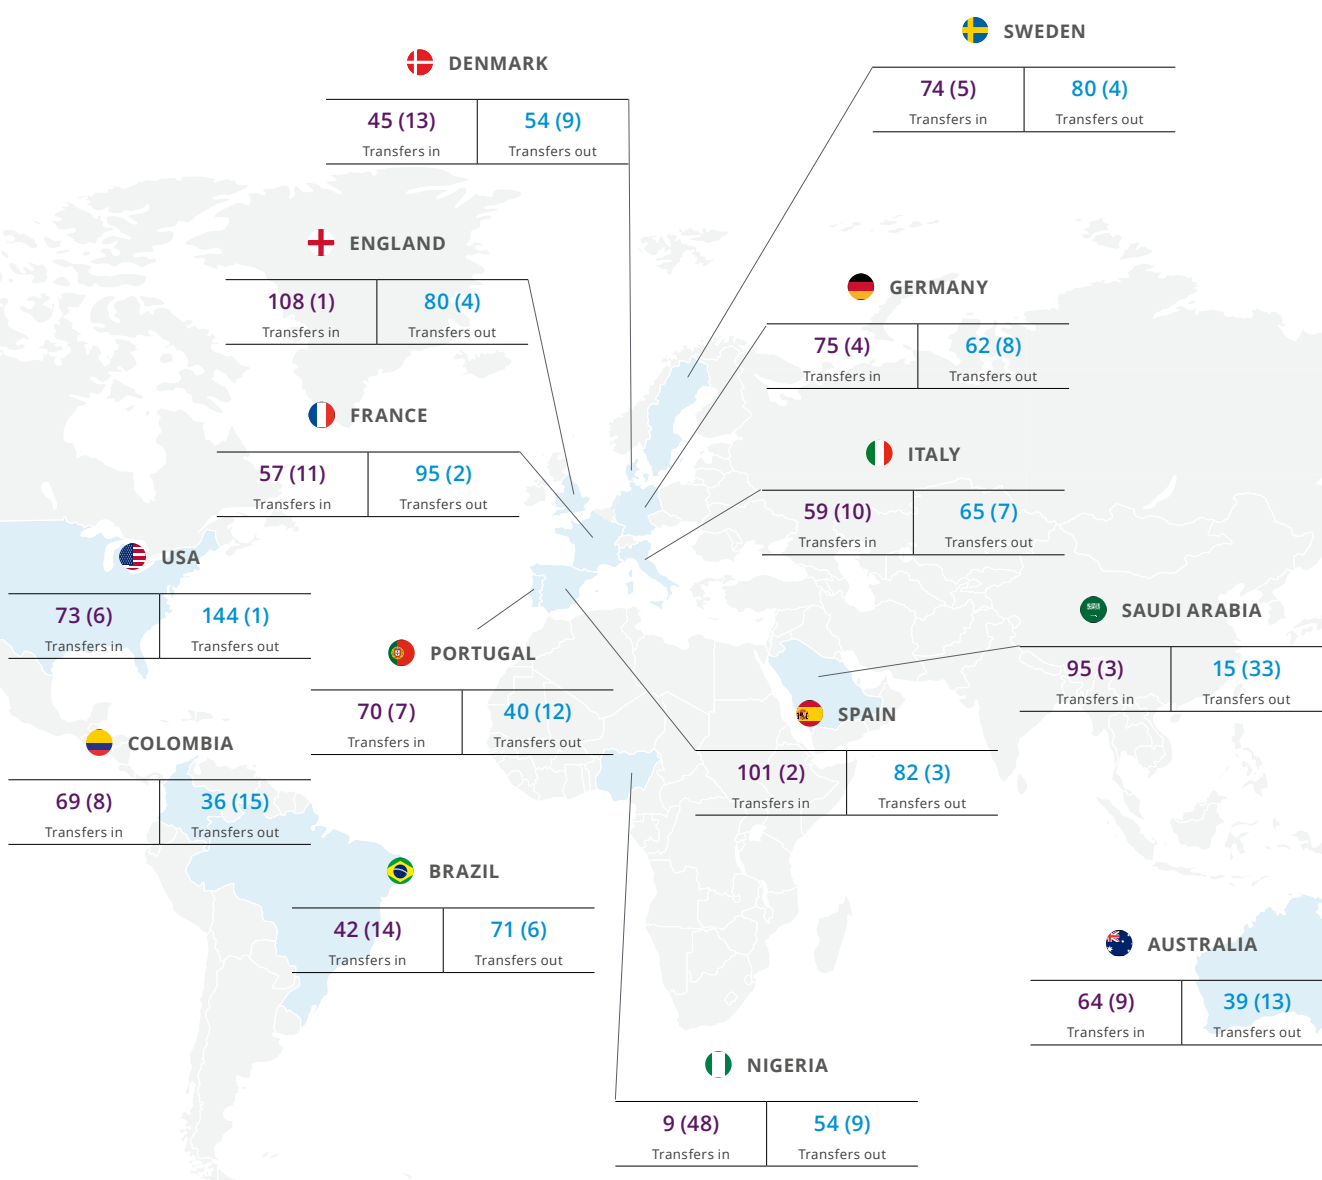 SWEDEN
74 (5) 80 (4)
Transfers in Transfers out
DENMARK
45 (13) 54 (9)
Transfers in Transfers out
ENGLAND
108 (1) 80 (4)
Transfers in Transfers out
GERMANY
75 (4) 62 (8)
Transfers in Transfers out
FRANCE
57 (11) 95 (2)
Transfers in Transfers out
ITALY
59 (10) 65 (7)
Transfers in Transfers out
USA
73 (6) 144 (1)
Transfers in Transfers out
SAUDI ARABIA
95 (3) 15 (33)
Transfers in Transfers out
PORTUGAL
70 (7) 40 (12)
Transfers in Transfers out
SPAIN
101 (2) 82 (3)
Transfers in Transfers out
COLOMBIA
69 (8) 36 (15)
Transfers in Transfers out
BRAZIL
42 (14) 71 (6)
Transfers in Transfers out
AUSTRALIA
64 (9) 39 (13)
Transfers in Transfers out
NIGERIA
9 (48) 54 (9)
Transfers in Transfers out